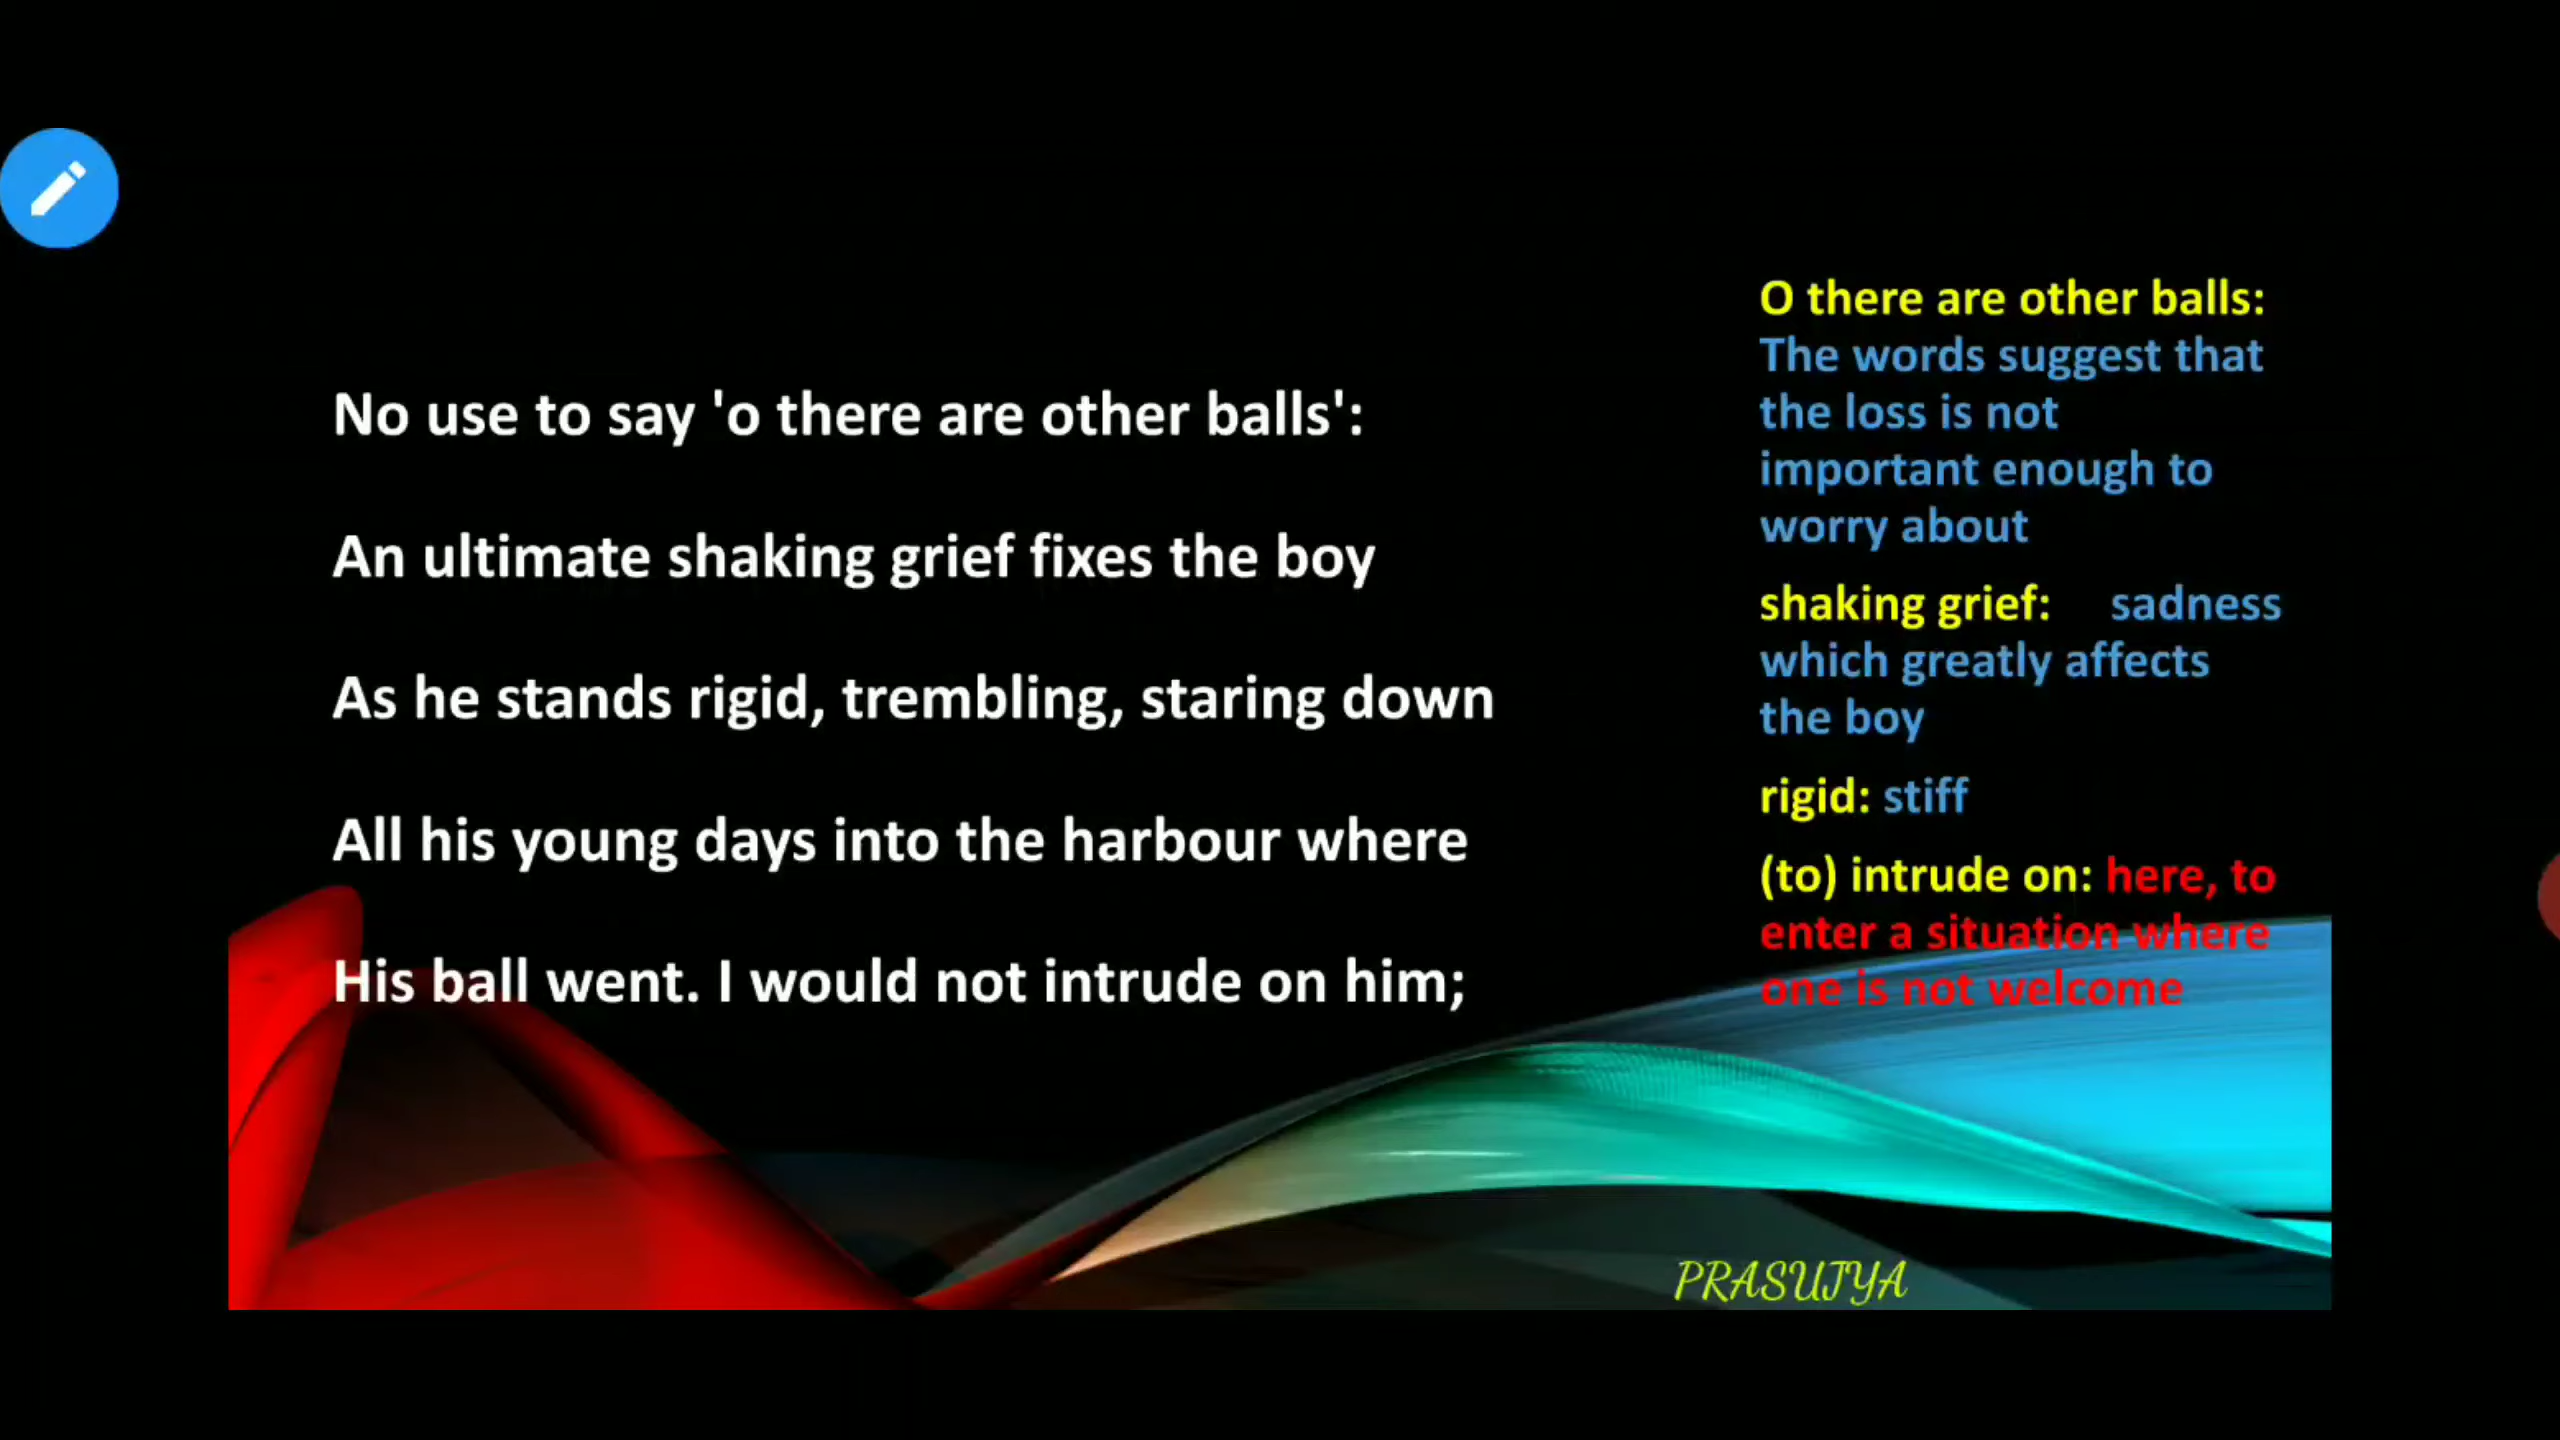 No use to say 'o there are other balls':
An ultimate shaking grief fixes the boy
As he stands rigid, trembling, staring down
All his young days into the harbour where
His ball went. I would not intrude on him;
O there are other balls:
The words suggest that
the loss is not
important enough to
worry about
shaking grief: sadness
which greatly affects
the boy
rigid: stiff
(to) intrude on: here, to
enter a situation where
one is not welcome
PRASUJYA